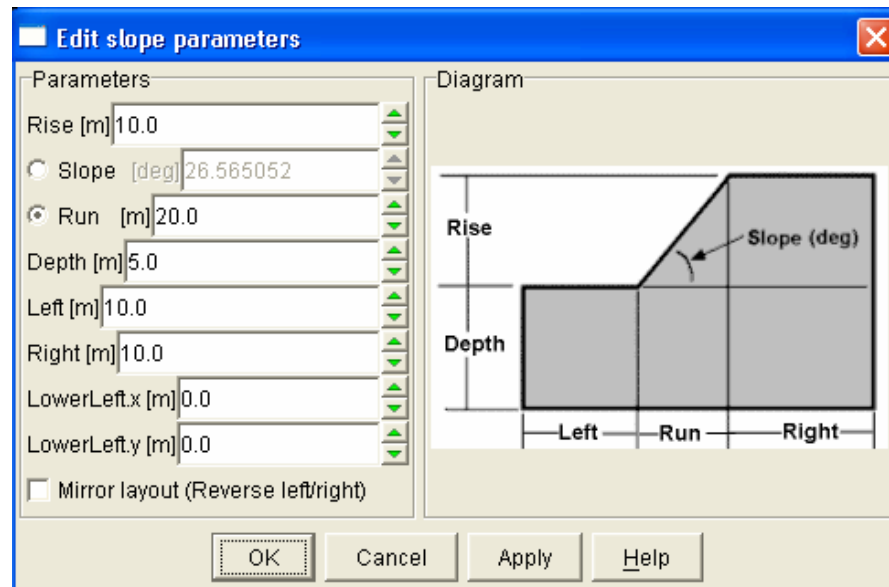 Edit slope parameters
Parameters
Rise [m] 10.0
Slope [deg] 26.565052
Run [m] 20.0
Depth [m] 5.0
Left [m] 10.0
Right [m] 10.0
LowerLeft.x [m] 0.0
LowerLeft.y [m] 0.0
Mirror layout (Reverse left/right)
Diagram
Rise
Slope (deg)
Depth
Left Run Right
OK Cancel Apply Help